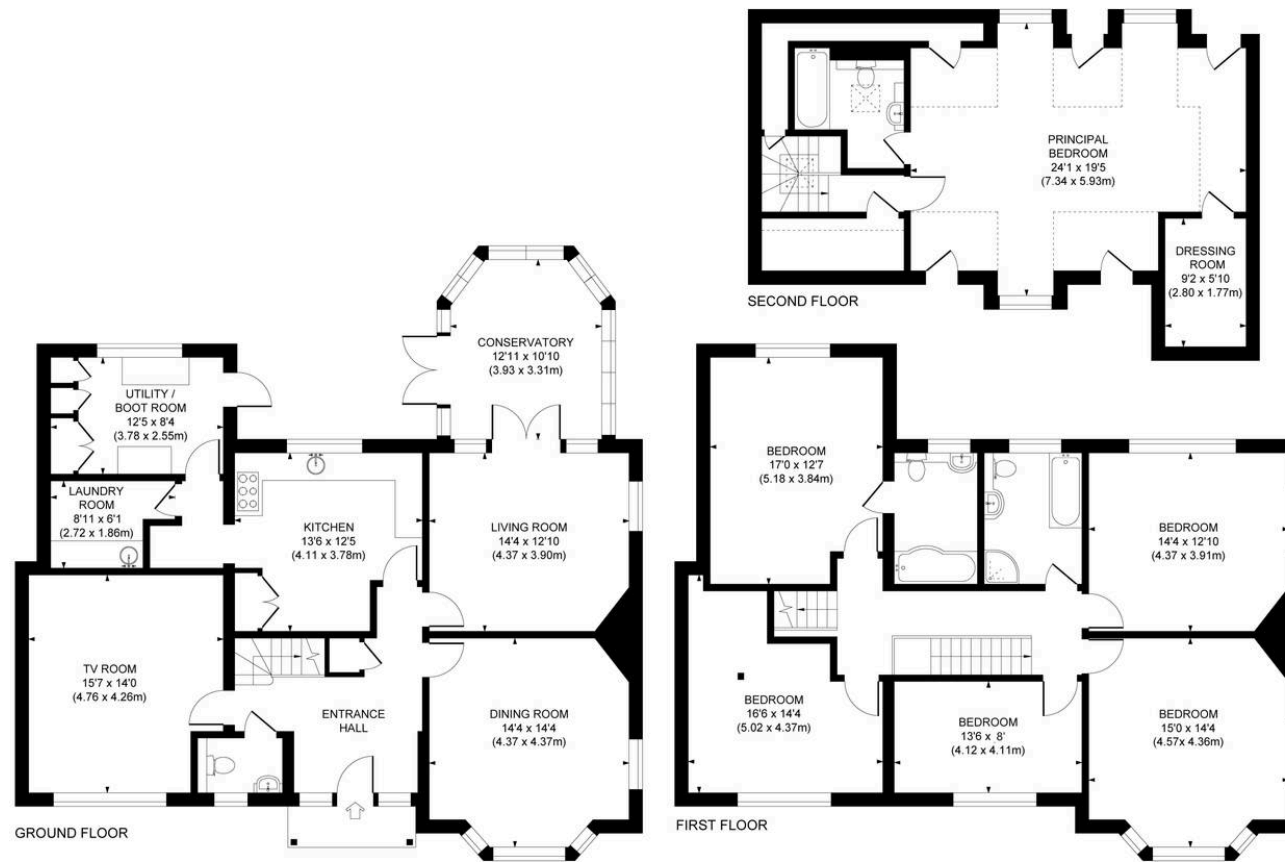 PRINCIPAL
BEDROOM
24'1 x 19'5
(7.34 x 5.93m)
DRESSING
ROOM
9'2 x 5'10
(2.80 x 1.77m)
SECOND FLOOR
CONSERVATORY
12'11 x 10'10
(3.93 x 3.31m)
UTILITY /
BOOT ROOM
12'5 x 8'4
(3.78 x 2.55m)
LAUNDRY
ROOM
8'11 x 6'1
(2.72 x 1.86m)
KITCHEN
13'6 x 12'5
(4.11 x 3.78m)
LIVING ROOM
14'4 x 12'10
(4.37 x 3.90m)
TV ROOM
15'7 x 14'0
(4.76 x 4.26m)
ENTRANCE
HALL
DINING ROOM
14'4 x 14'4
(4.37 x 4.37m)
GROUND FLOOR
BEDROOM
17'0 x 12'7
(5.18 x 3.84m)
BEDROOM
14'4 x 12'10
(4.37 x 3.91m)
BEDROOM
16'6 x 14'4
(5.02 x 4.37m)
BEDROOM
13'6 x 8'
(4.12 x 4.11m)
BEDROOM
15'0 x 14'4
(4.57x 4.36m)
FIRST FLOOR